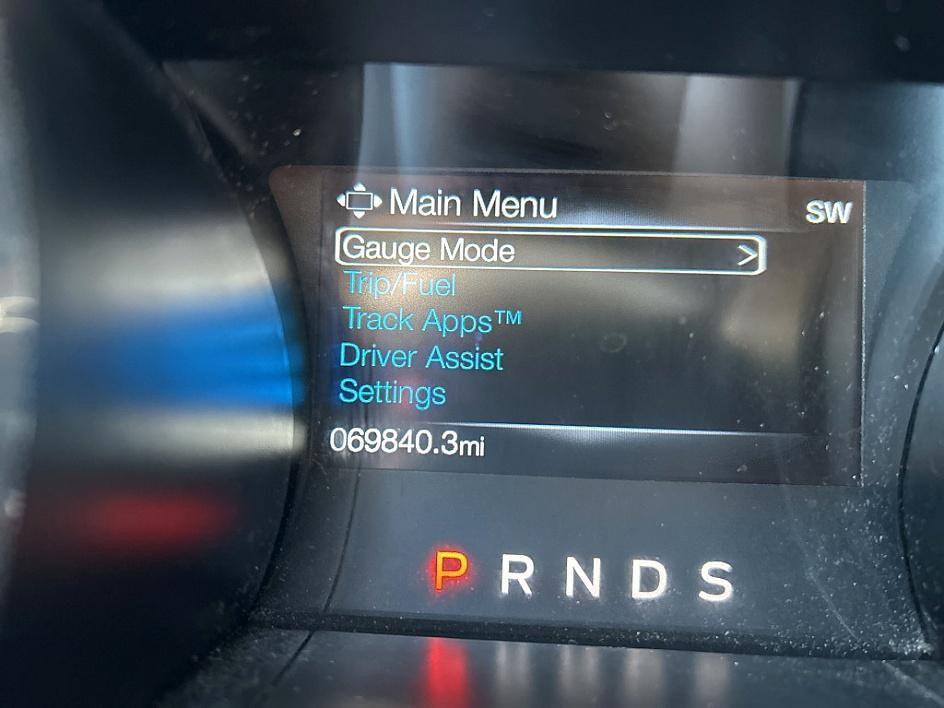 Main Menu SW
Gauge Mode >
Trip/Fuel
Track Apps™
Driver Assist
Settings
069840.3mi
P R N D S